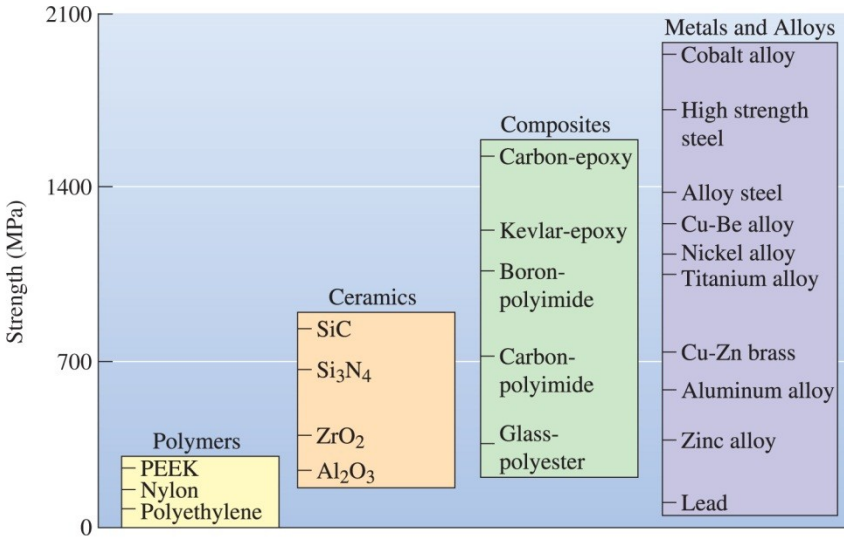 2100
1400
700
0
Strength (MPa)
Polymers
PEEK
Nylon
Polyethylene
Ceramics
SiC
Si₃N₄
ZrO₂
Al₂O₃
Composites
Carbon-epoxy
Kevlar-epoxy
Boron-
polyimide
Carbon-
polyimide
Glass-
polyester
Metals and Alloys
Cobalt alloy
High strength
steel
Alloy steel
Cu-Be alloy
Nickel alloy
Titanium alloy
Cu-Zn brass
Aluminum alloy
Zinc alloy
Lead